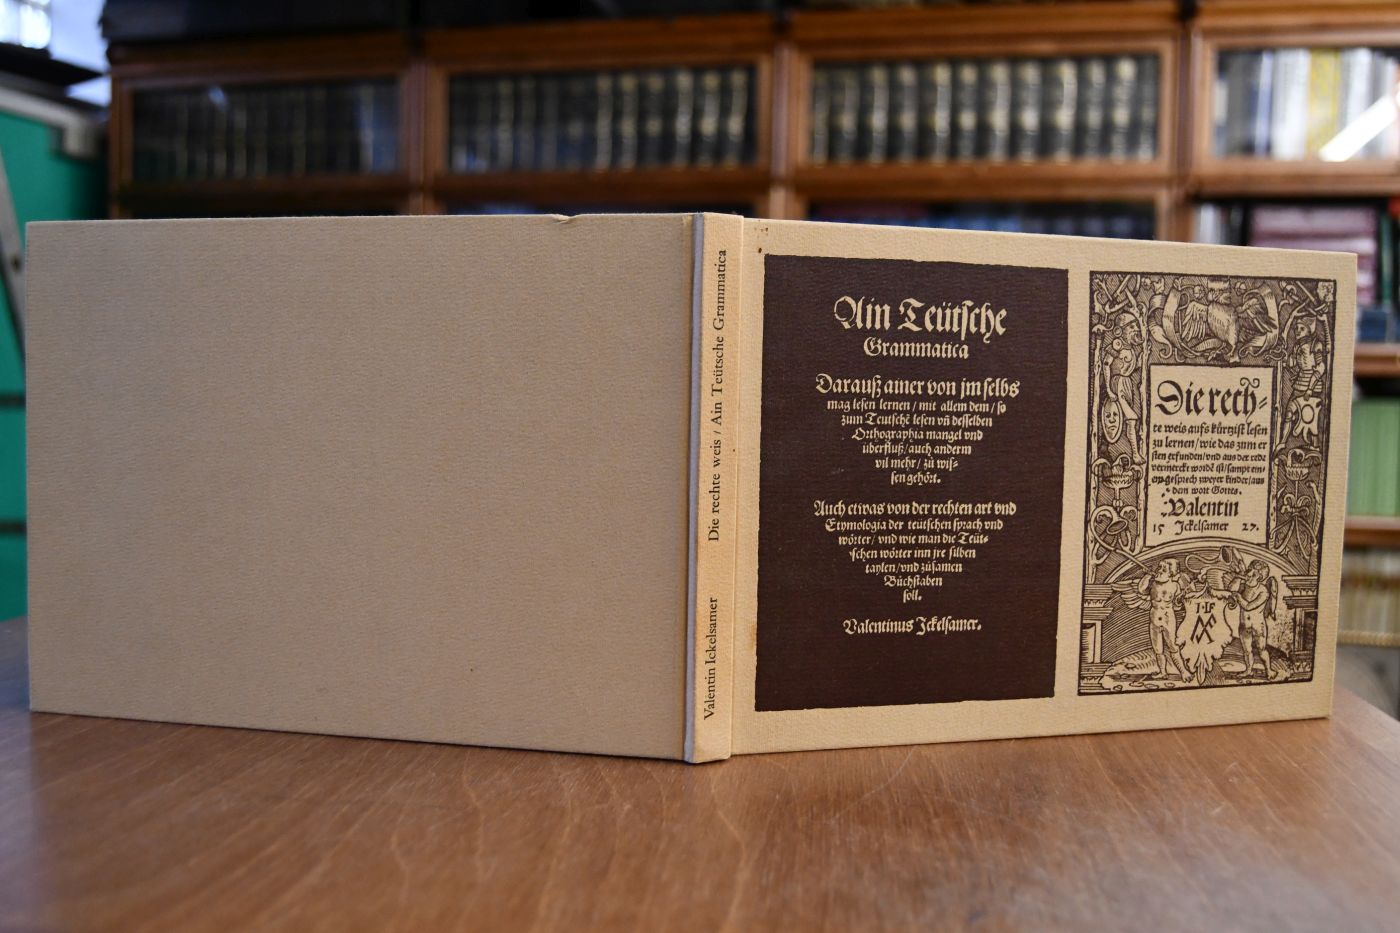 Valentin Ickelsamer Die rechte weis / Ain Teütsche Grammatica
Ain Teütsche
Grammatica
Darauß ainer von jm selbs
mag lesen lernen / mit allem dem / so
zum Teutschē lesen vñ desselben
Orthographia mangel vnd
überfluß / auch anderm
vil mehr / zů wis-
sen gehört.
Auch etwas von der rechten art vnd
Etymologia der teütschen sprach vnd
wörter / vnd wie man die Teüt-
schen wörter inn jre silben
taylen / vnd zůsamen
Bůchstaben
soll.
Valentinus Ickelsamer.
Die rech-
te weis aufs kürtzist lesen
zu lernen / wie das zum er
sten erfunden / vnd aus der rede
vermerckt wordē ist / sampt ein-
em gesprech zweyer kinder / aus
dem wort Gottes.
Valentin
15 Jckelsamer 27.
I·LF